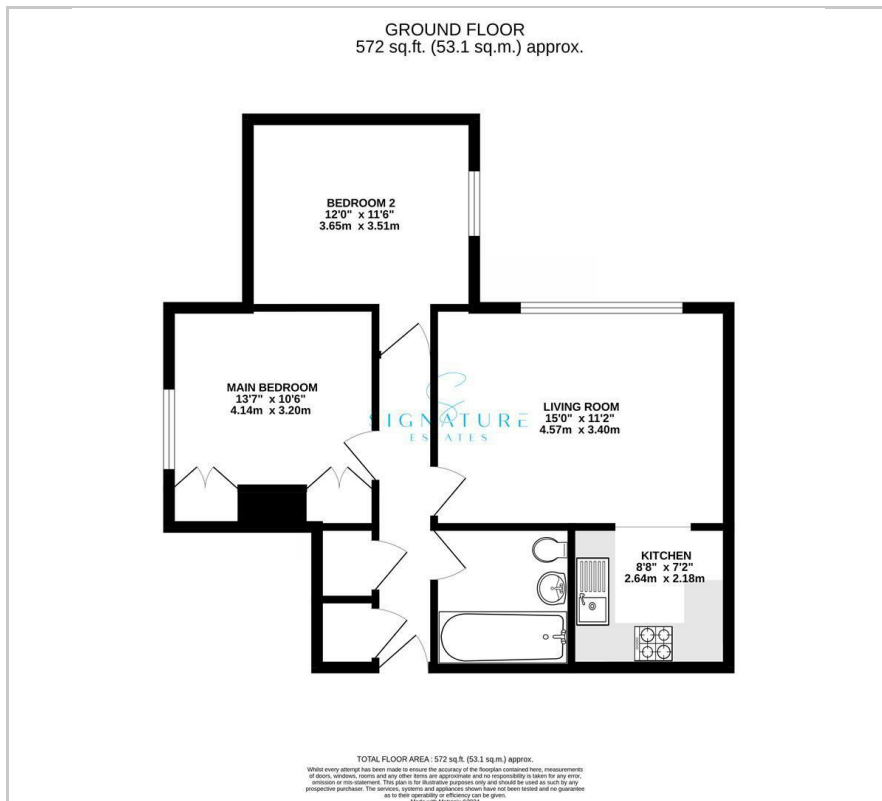 GROUND FLOOR
572 sq.ft. (53.1 sq.m.) approx.
BEDROOM 2
12'0" x 11'6"
3.65m x 3.51m
MAIN BEDROOM
13'7" x 10'6"
4.14m x 3.20m
SIGNATURE
ESTATES
LIVING ROOM
15'0" x 11'2"
4.57m x 3.40m
KITCHEN
8'8" x 7'2"
2.64m x 2.18m
TOTAL FLOOR AREA : 572 sq.ft. (53.1 sq.m.) approx.
Whilst every attempt has been made to ensure the accuracy of the floorplan contained here, measurements
of doors, windows, rooms and any other items are approximate and no responsibility is taken for any error,
omission or mis-statement. This plan is for illustrative purposes only and should be used as such by any
prospective purchaser. The services, systems and appliances shown have not been tested and no guarantee
as to their operability or efficiency can be given.
Made with Metropix ©2024